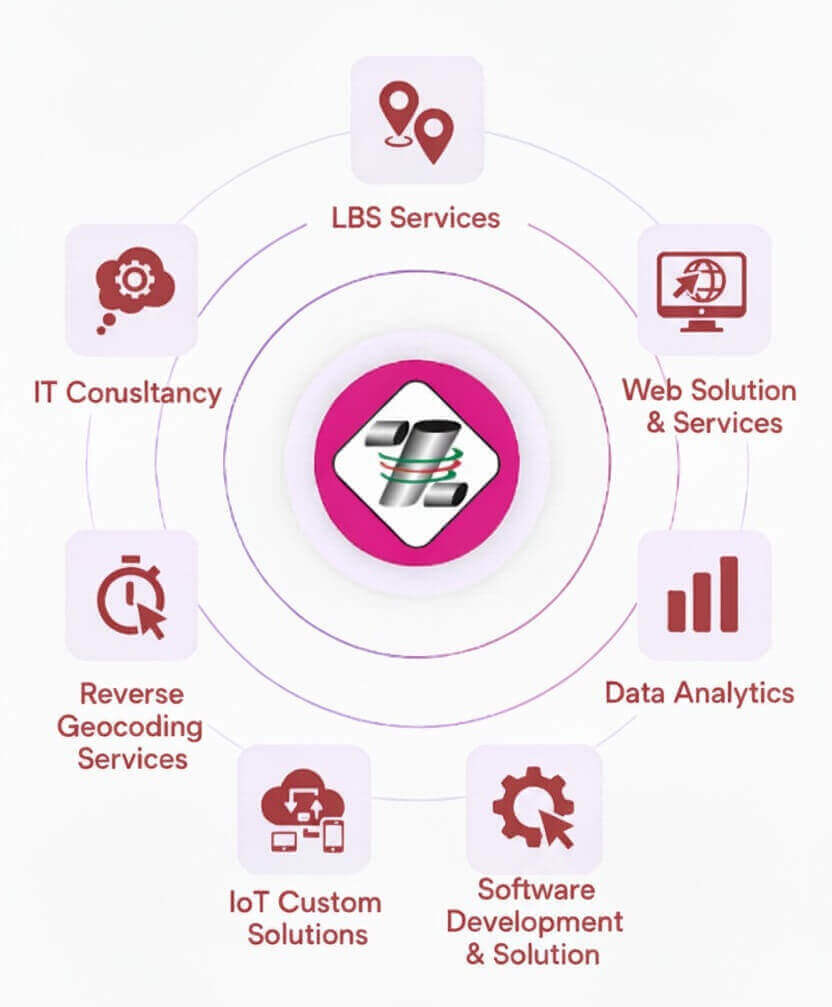 LBS Services
IT Corusltancy
Web Solution
& Services
Reverse
Geocoding
Services
Data Analytics
IoT Custom
Solutions
Software
Development
& Solution